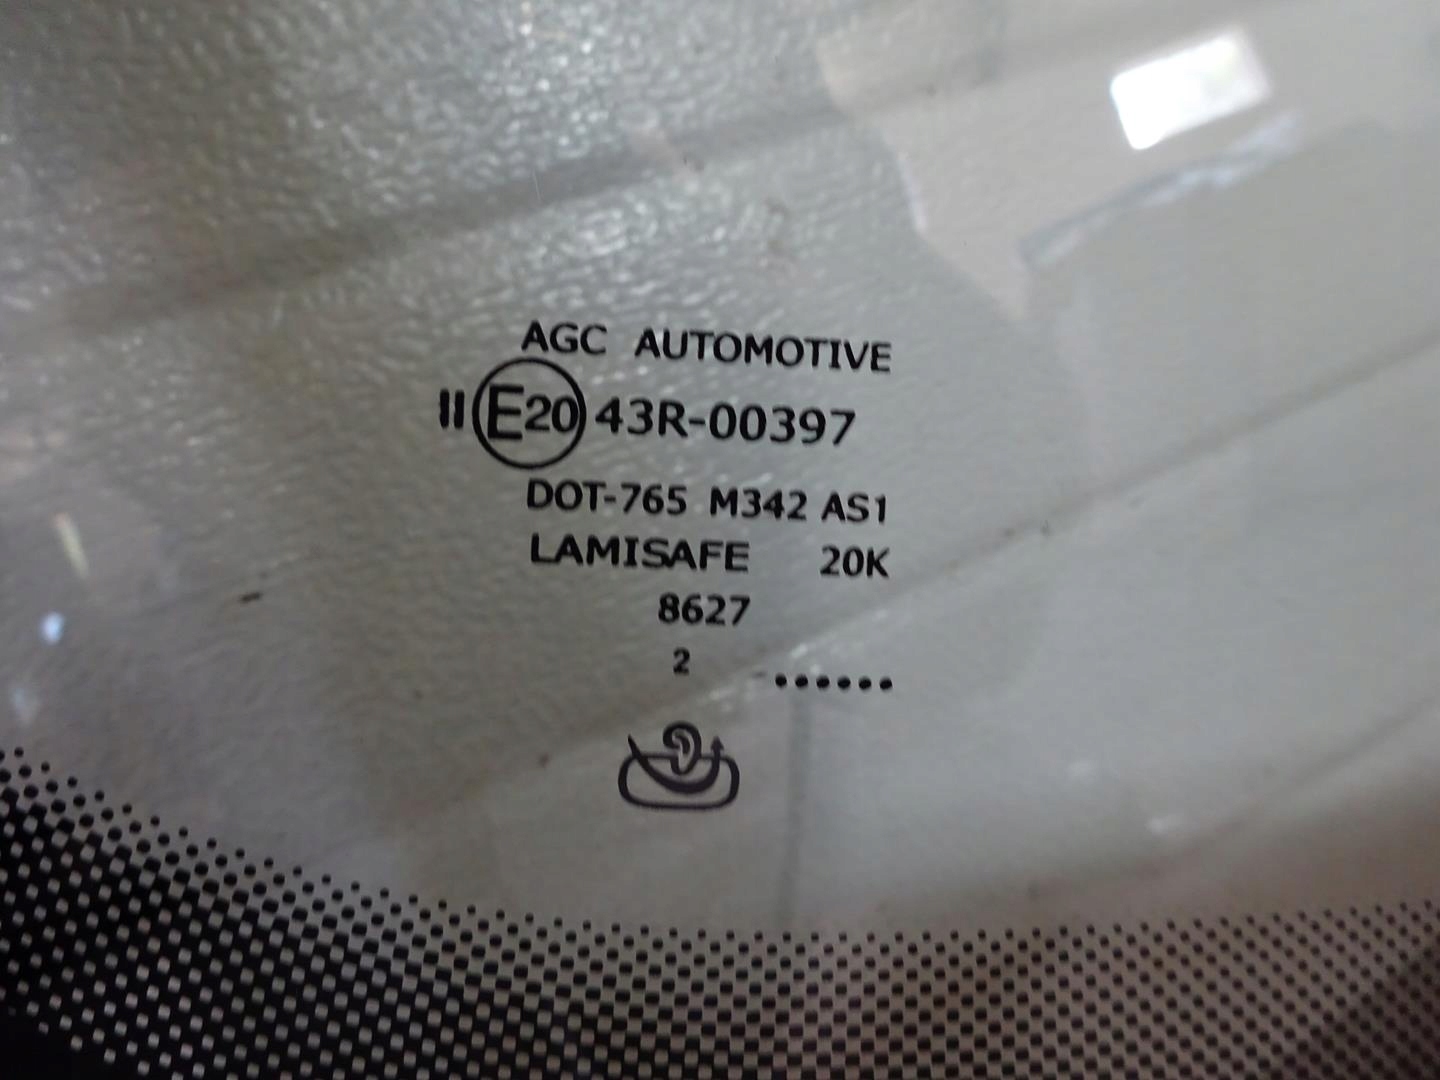 AGC AUTOMOTIVE
II E20 43R-00397
DOT-765 M342 AS1
LAMISAFE 20K
8627
2 ......